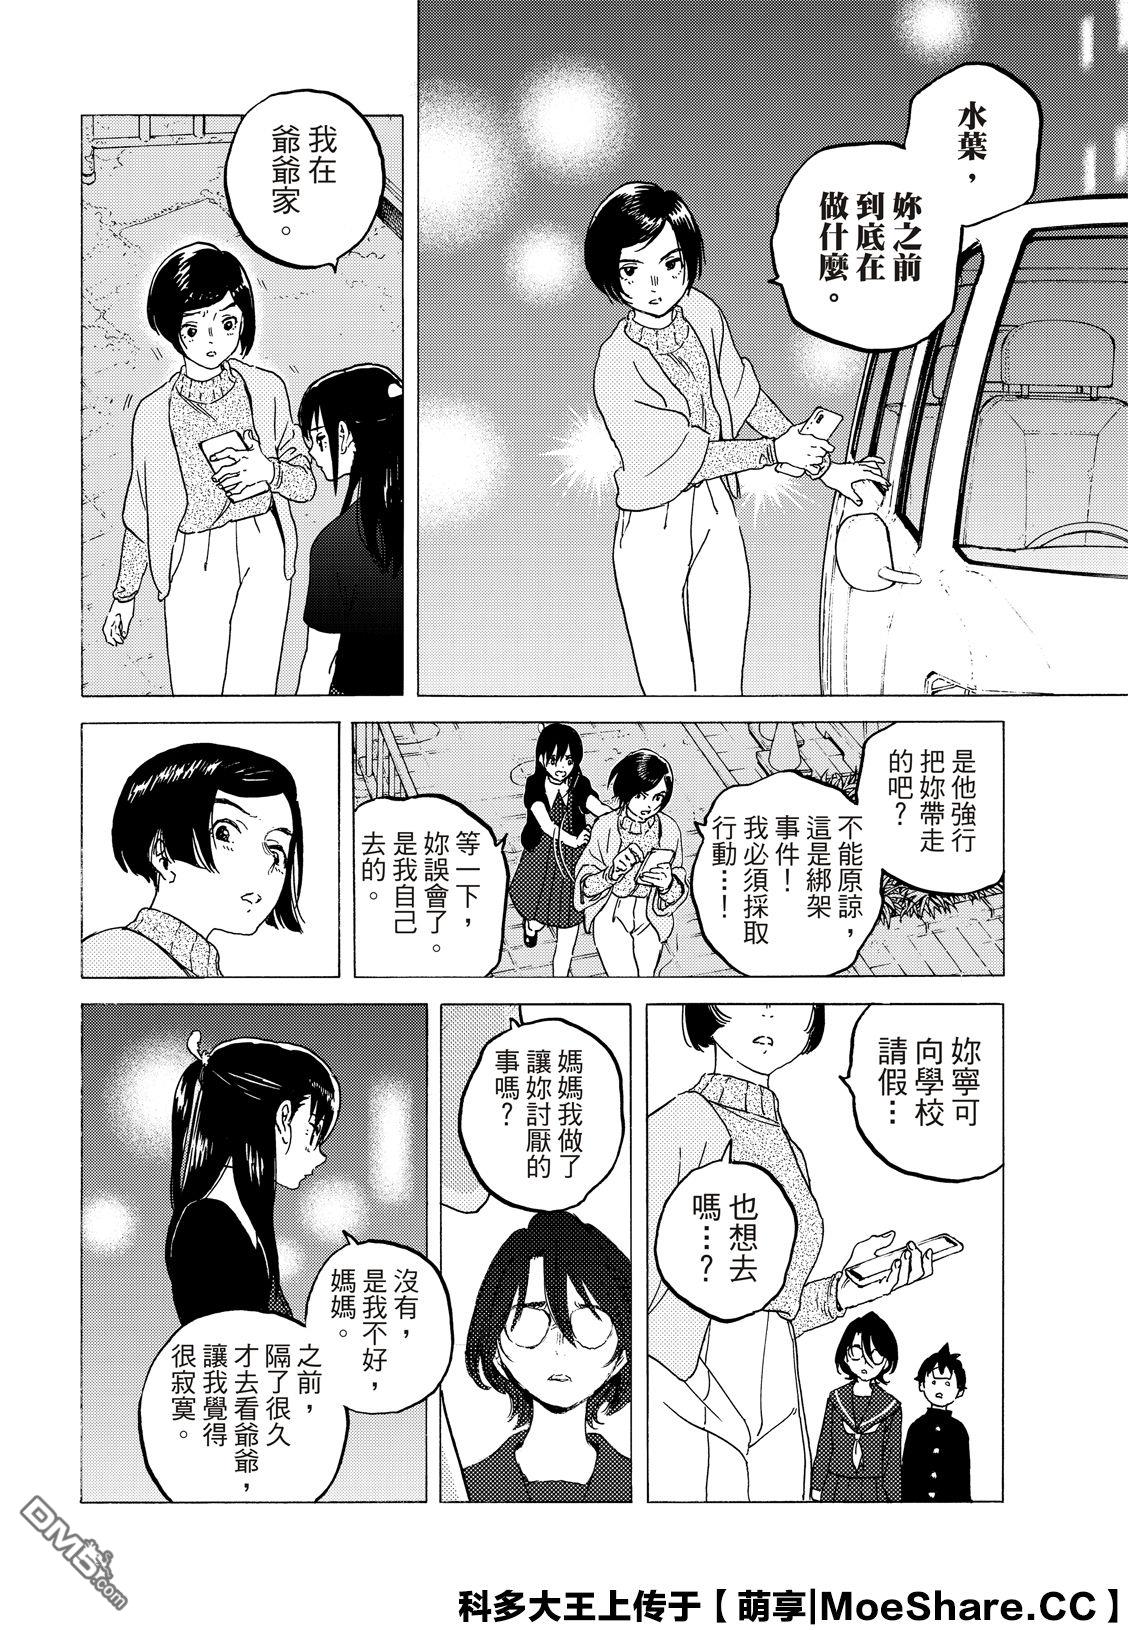 水葉，
妳之前
到底在
做什麼。
我在
爺爺家。
是他強行
把妳帶走
的吧？
不能原諒，
這是綁架
事件！
我必須採取
行動…！
等一下，
妳誤會了。
是我自己
去的。
妳寧可
向學校
請假…
也想去
嗎…？
媽媽我做了
讓妳討厭的
事嗎？
沒有，
是我不好，
媽媽。
之前，
隔了很久
才去看爺爺，
讓我覺得
很寂寞。
DM5.com
科多大王上传于【萌享|MoeShare.CC】